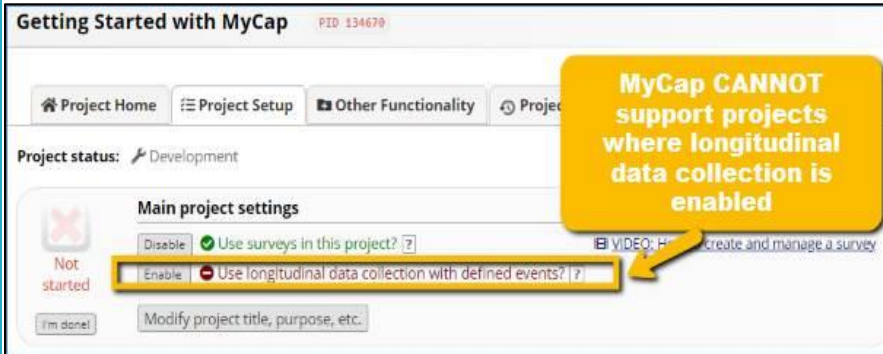 Getting Started with MyCap PID 134670
Project Home Project Setup Other Functionality Projec
MyCap CANNOT
support projects
where longitudinal
data collection is
enabled
Project status: Development
Main project settings
Disable Use surveys in this project? ?
VIDEO: H create and manage a survey
Not
started
Enable Use longitudinal data collection with defined events? ?
I'm done!
Modify project title, purpose, etc.